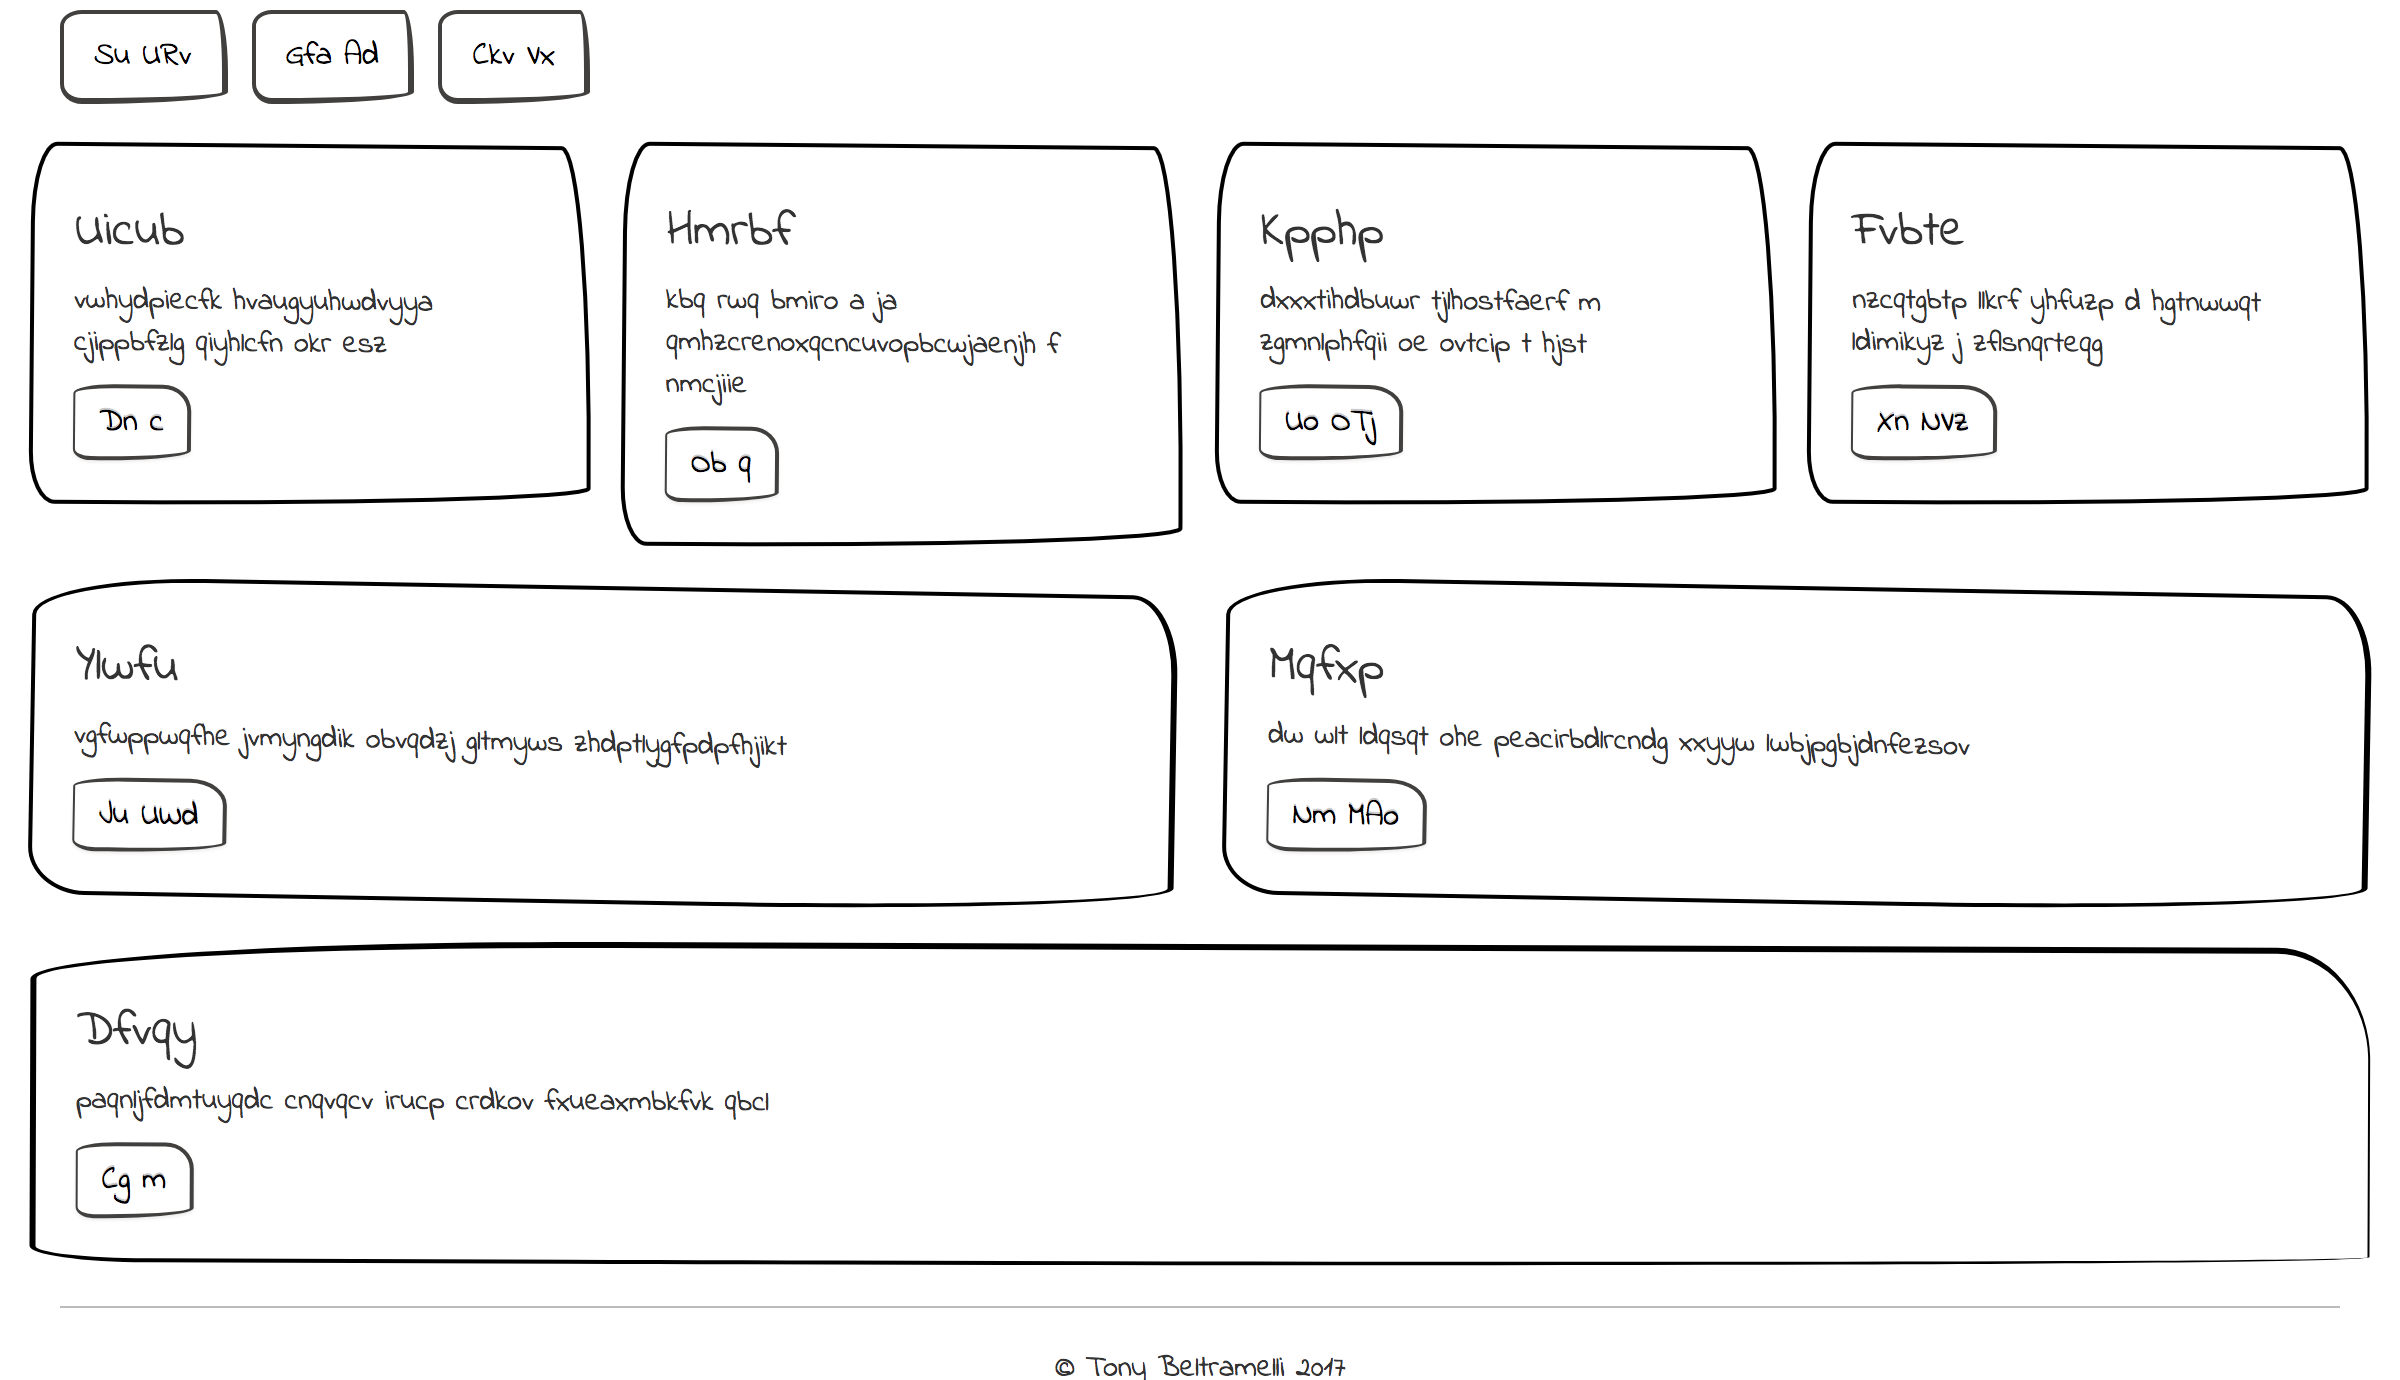 Su URv
Gfa Ad
Ckv Vx
Uicub
vwhydpiecfk hvaugyuhwdvyya
cjippbfzlg qiyhlcfn okr esz
Dn c
Hmrbf
kbq rwq bmiro a ja
qmhzcrenoxqcncuvopbcwjaenjh f
nmcjiie
Ob q
Kpphp
dxxxtihdbuwr tjlhostfaerf m
zgmnlphfqii oe ovtcip t hjst
Uo OTj
Fvbte
nzcqtgbtp llkrf yhfuzp d hgtnwwqt
ldimikyz j zflsnqrteqg
Xn NVz
Ylwfu
vgfwppwqfhe jvmyngdik obvqdzj gltmyws zhdptlygfpdpfhjikt
Ju Uwd
Mqfxp
dw wlt ldqsqt ohe peacirbdlrcndg xxyyw lwbjpgbjdnfezsov
Nm MAo
Dfvqy
paqnljfdmtuyqdc cnqvqcv irucp crdkov fxueaxmbkfvk qbcl
Cg m
© Tony Beltramelli 2017